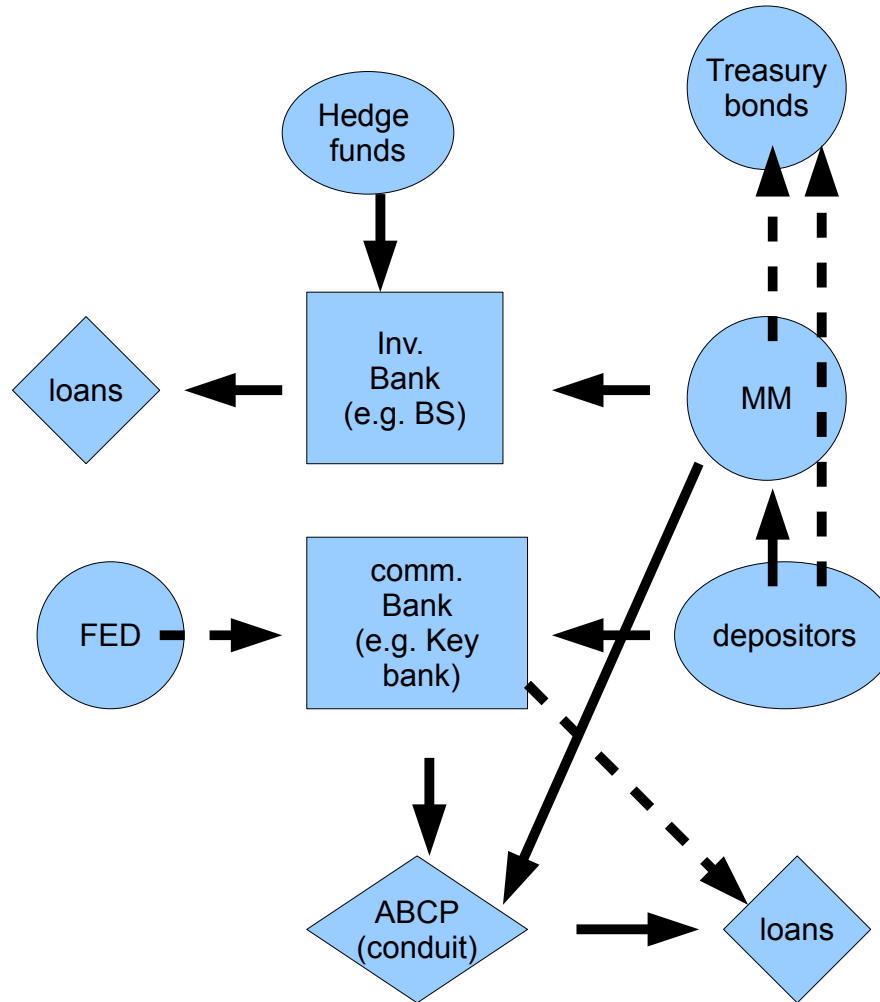 Treasury
bonds
Hedge
funds
Inv.
Bank
(e.g. BS)
loans
MM
comm.
Bank
(e.g. Key
bank)
FED
depositors
ABCP
(conduit)
loans